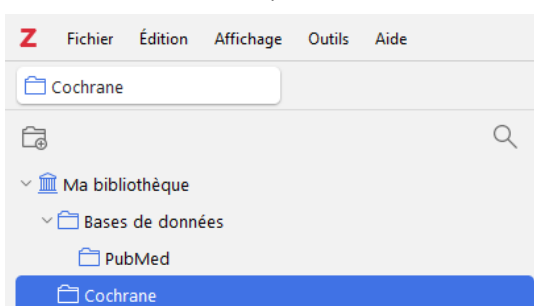 Z Fichier Édition Affichage Outils Aide
Cochrane
Ma bibliothèque
Bases de données
PubMed
Cochrane